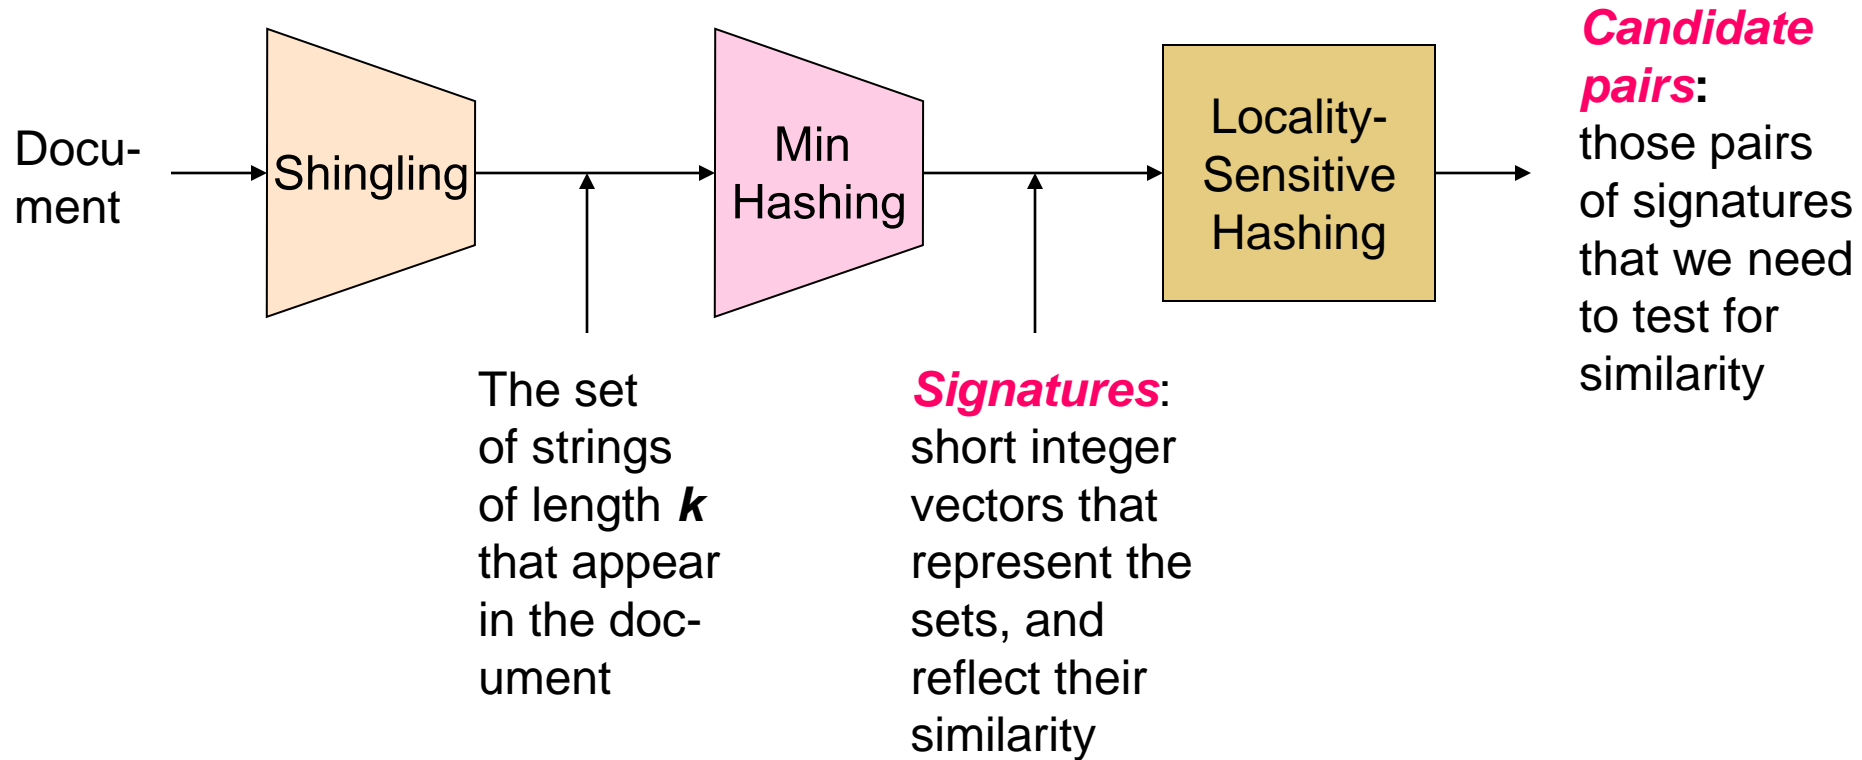 Docu-
ment
Shingling
The set
of strings
of length k
that appear
in the doc-
ument
Min
Hashing
Signatures:
short integer
vectors that
represent the
sets, and
reflect their
similarity
Locality-
Sensitive
Hashing
Candidate
pairs:
those pairs
of signatures
that we need
to test for
similarity